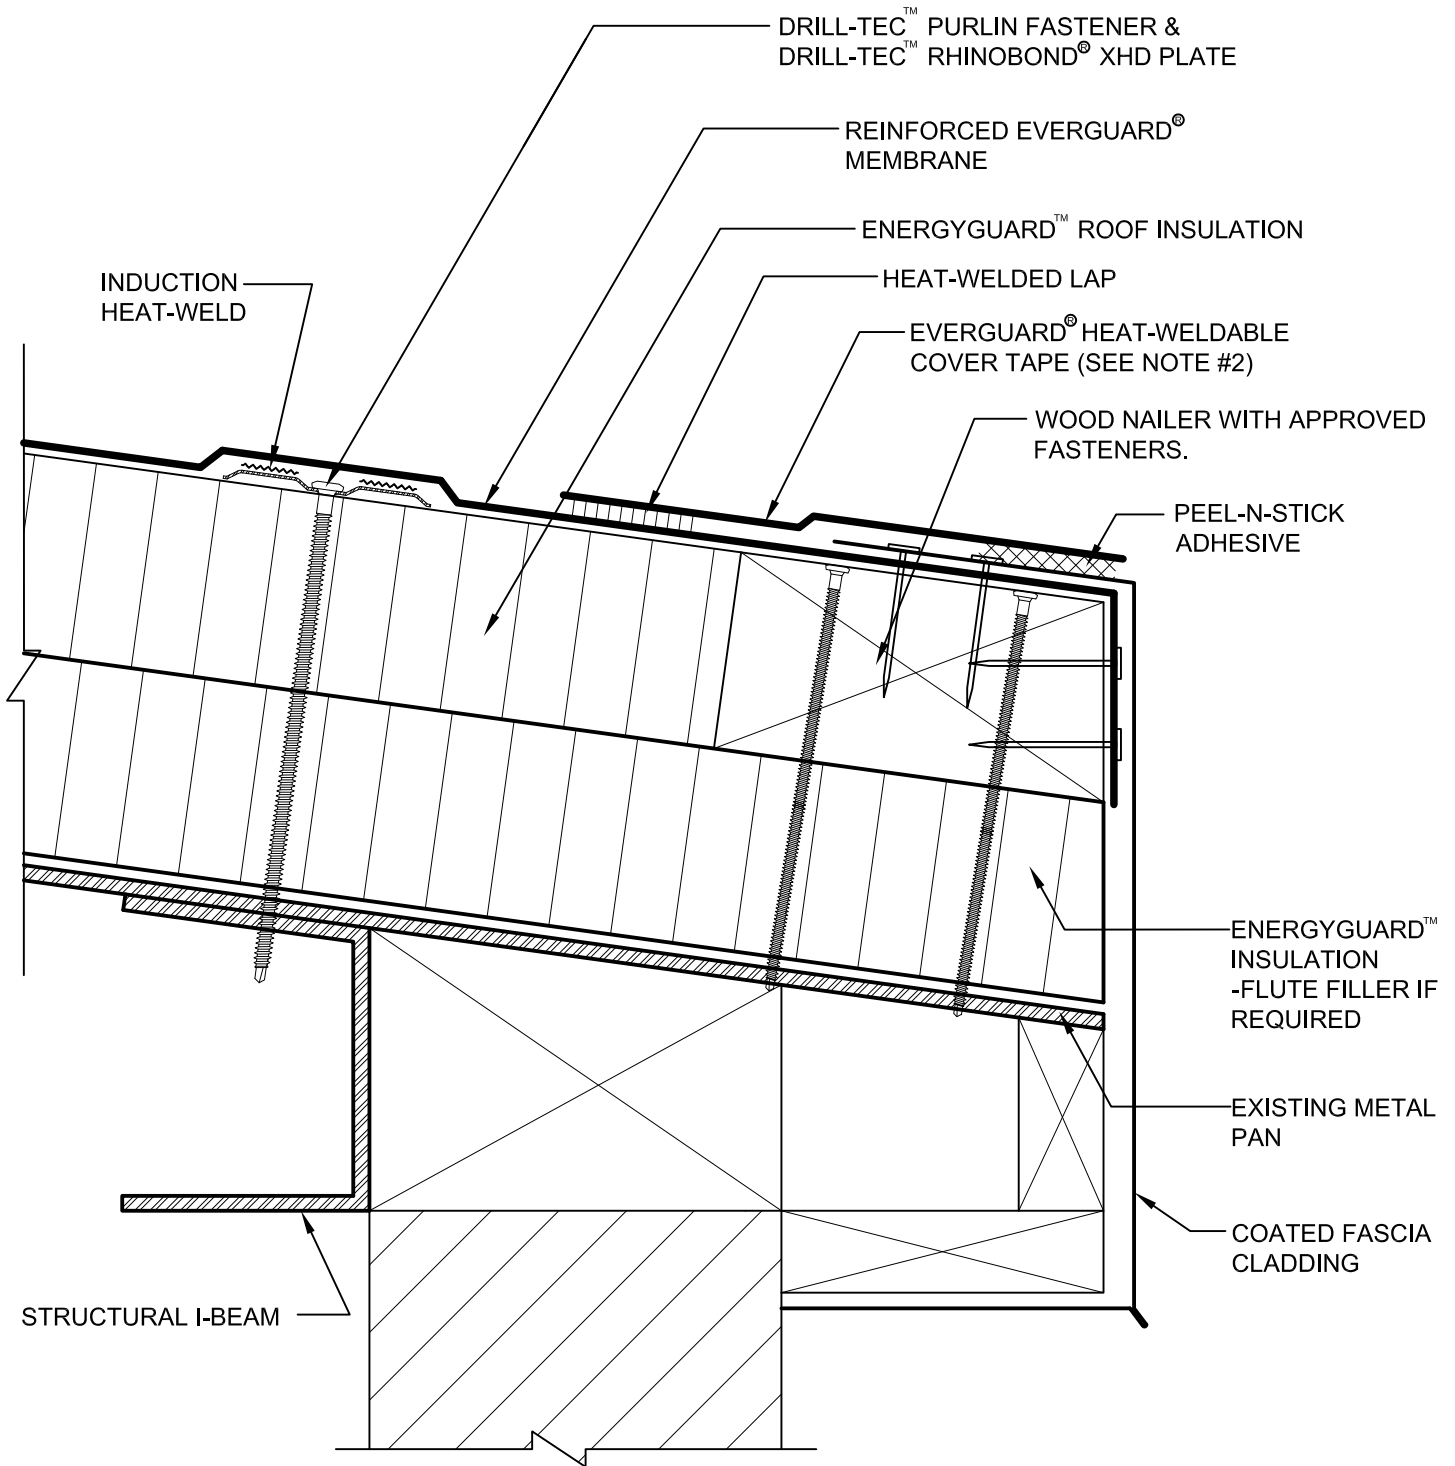 DRILL-TEC™ PURLIN FASTENER &
DRILL-TEC™ RHINOBOND® XHD PLATE
REINFORCED EVERGUARD®
MEMBRANE
ENERGYGUARD™ ROOF INSULATION
HEAT-WELDED LAP
INDUCTION
HEAT-WELD
EVERGUARD® HEAT-WELDABLE
COVER TAPE (SEE NOTE #2)
WOOD NAILER WITH APPROVED
FASTENERS.
PEEL-N-STICK
ADHESIVE
ENERGYGUARD™
INSULATION
-FLUTE FILLER IF
REQUIRED
EXISTING METAL
PAN
COATED FASCIA
CLADDING
STRUCTURAL I-BEAM